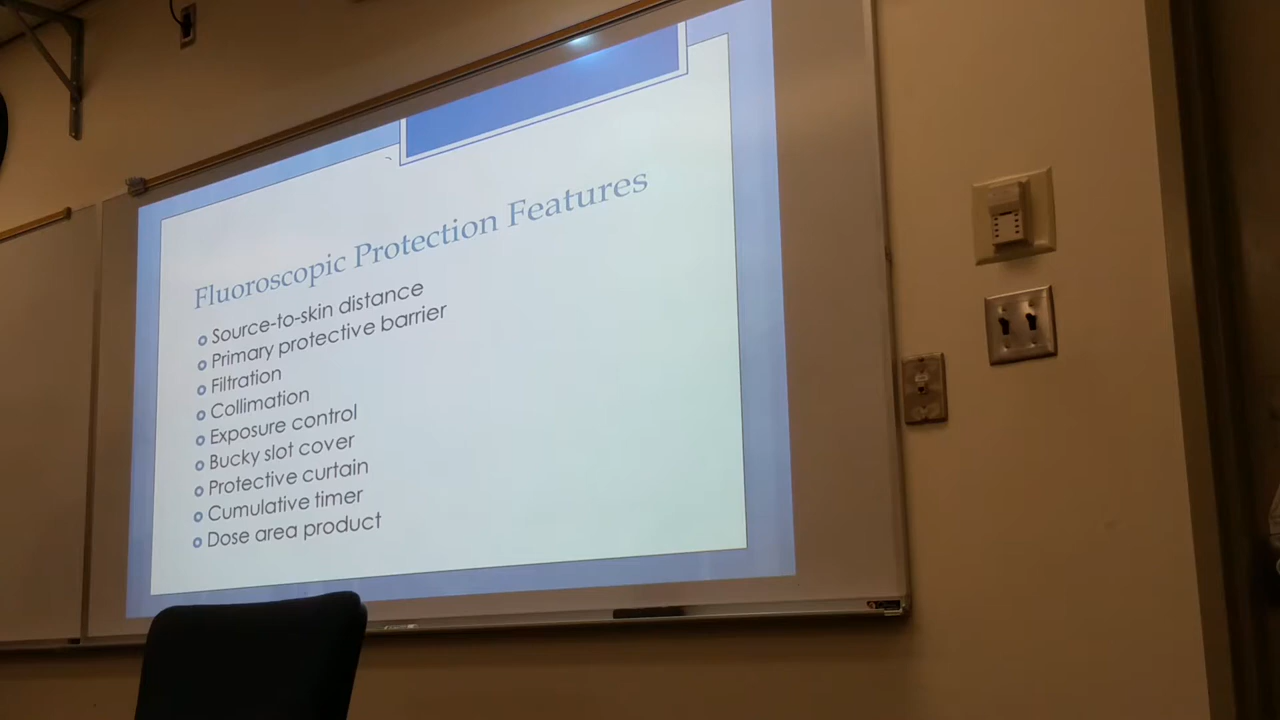 Fluoroscopic Protection Features
Source-to-skin distance
Primary protective barrier
Filtration
Collimation
Exposure control
Bucky slot cover
Protective curtain
Cumulative timer
Dose area product